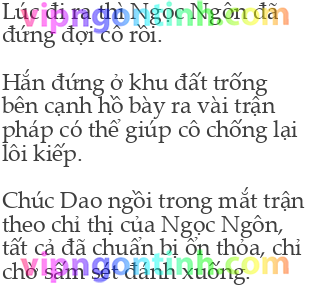 Lúc đi ra thì Ngọc Ngôn đã
đứng đợi cô rồi.
Hắn đứng ở khu đất trống
bên cạnh hồ bày ra vài trận
pháp có thể giúp cô chống lại
lôi kiếp.
Chúc Dao ngồi trong mắt trận
theo chỉ thị của Ngọc Ngôn,
tất cả đã chuẩn bị ổn thỏa, chỉ
chờ sấm sét đánh xuống.
vipngontinh.com
vipngontinh.com